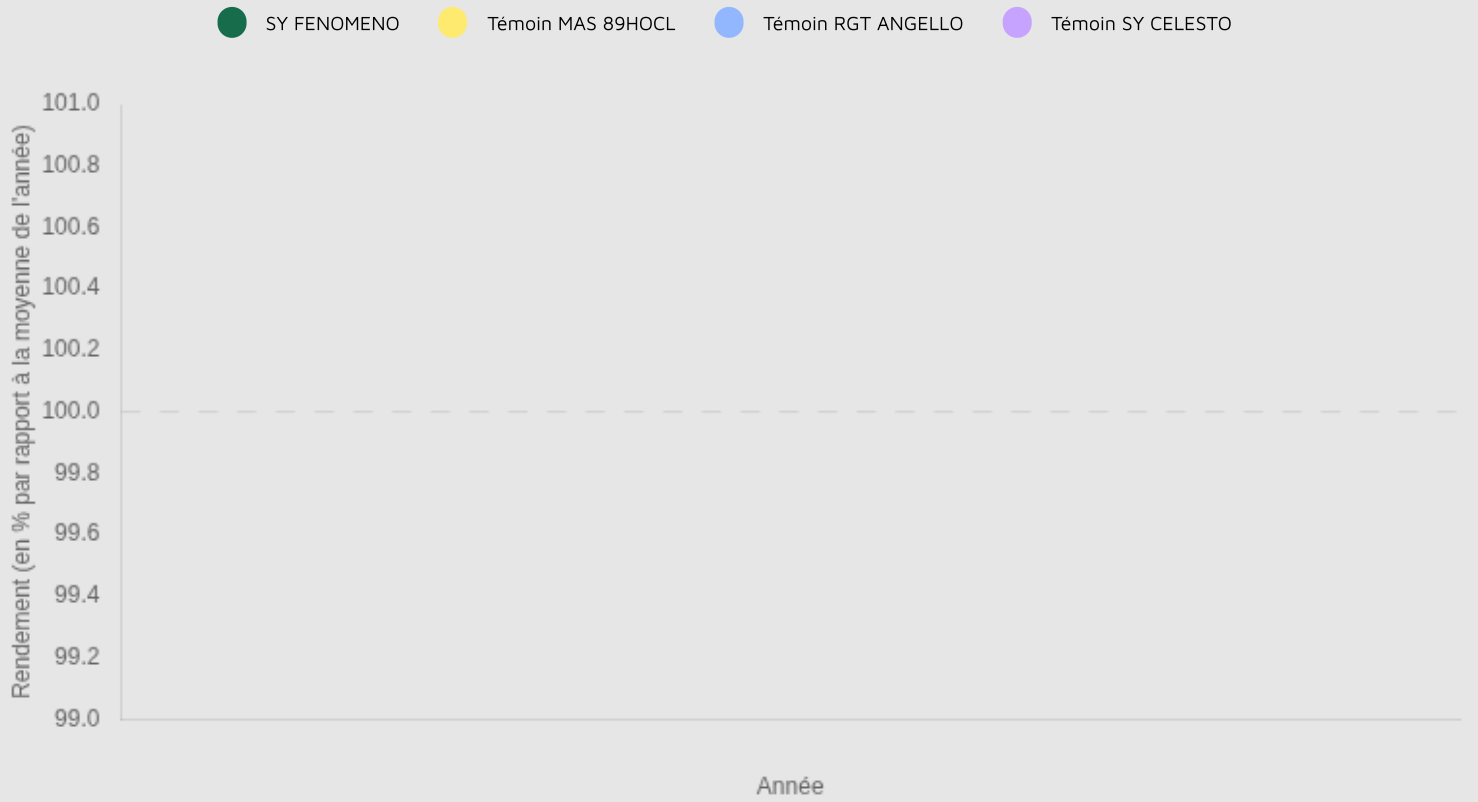 SY FENOMENO
Témoin MAS 89HOCL
Témoin RGT ANGELLO
Témoin SY CELESTO
Rendement (en % par rapport à la moyenne de l'année)
101.0
100.8
100.6
100.4
100.2
100.0
99.8
99.6
99.4
99.2
99.0
Année